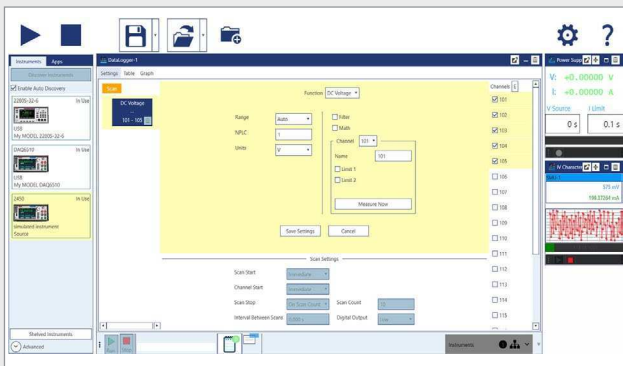 Instruments Apps
Discover Instruments
Enable Auto Discovery
2200S-32-6 In Use
USB
My MODEL 2200S-32-6
DAQ6510 In Use
USB
My MODEL DAQ6510
2450 In Use
Simulated Instrument
Source
Shelved Instruments
Advanced
DataLogger-1
Settings Table Graph
Scan
DC Voltage
...
101 - 105
Function DC Voltage
Range Auto
NPLC 1
Units V
Filter
Math
Channel 101
Name 101
Limit 1
Limit 2
Measure Now
Save Settings Cancel
Scan Settings
Scan Start Immediate
Channel Start Immediate
Scan Stop On Scan Count Scan Count 10
Interval Between Scans Digital Output
Channels
101
102
103
104
105
106
107
108
109
110
111
112
113
114
115
Instruments
Power Supp
V: +0.00000 V
I: +0.00000 A
V Source I Limit
0 s 0.1 s
IV Character
SMU-1
575 mV
198.27264 mA